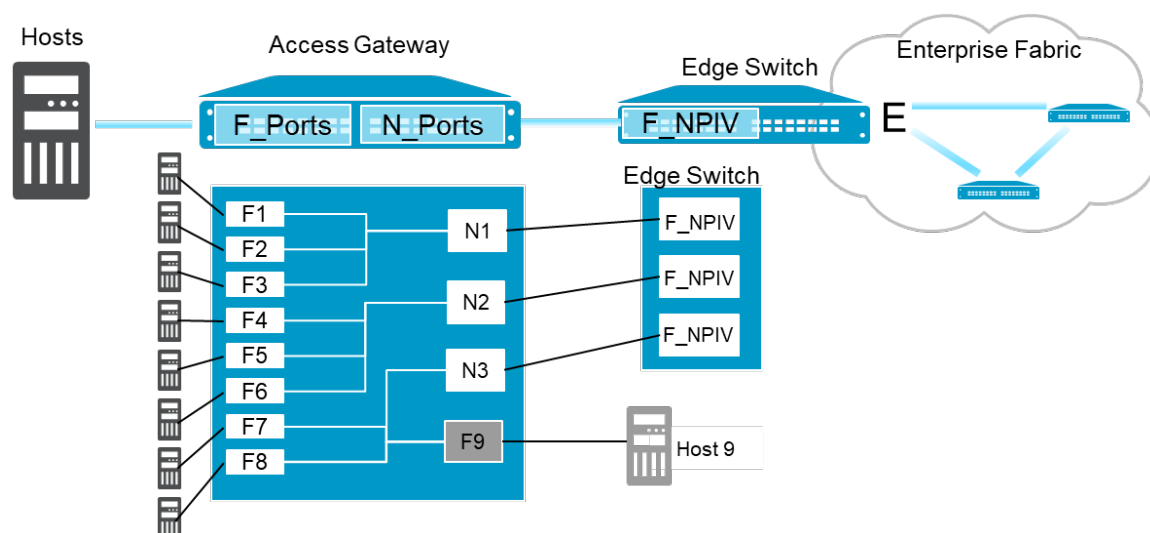 Hosts
Access Gateway
Edge Switch
Enterprise Fabric
F_Ports
N_Ports
F_NPIV
E
Edge Switch
F1
F2
F3
F4
F5
F6
F7
F8
N1
N2
N3
F9
F_NPIV
F_NPIV
F_NPIV
Host 9